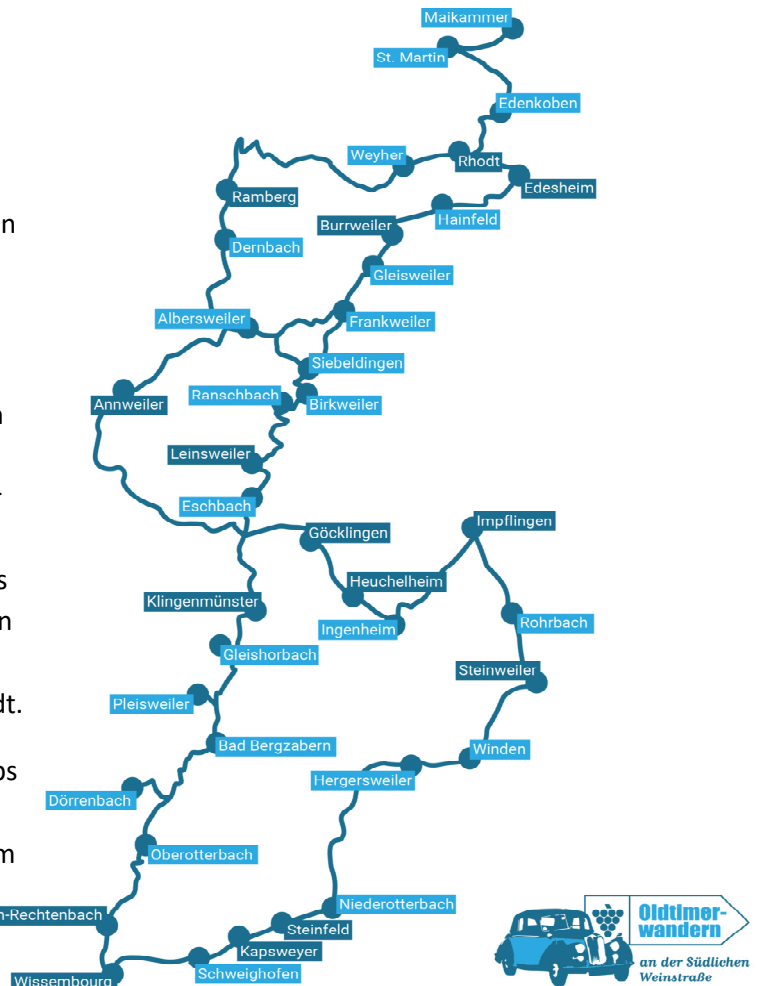 Maikammer
St. Martin
Edenkoben
Weyher
Rhodt
Edesheim
Ramberg
Hainfeld
Burrweiler
n
Dernbach
Gleisweiler
Albersweiler
Frankweiler
Siebeldingen
Ranschbach
Annweiler
Birkweiler
Leinsweiler
Eschbach
Impflingen
Göcklingen
s
Heuchelheim
Klingenmünster
n
Ingenheim
Rohrbach
Gleishorbach
Steinweiler
Pleisweiler
dt.
Bad Bergzabern
Winden
os
Hergersweiler
Dörrenbach
m
Oberotterbach
Niederotterbach
n-Rechtenbach
Steinfeld
Kapsweyer
Schweighofen
Wissembourg
Oldtimer-
wandern
an der Südlichen
Weinstraße